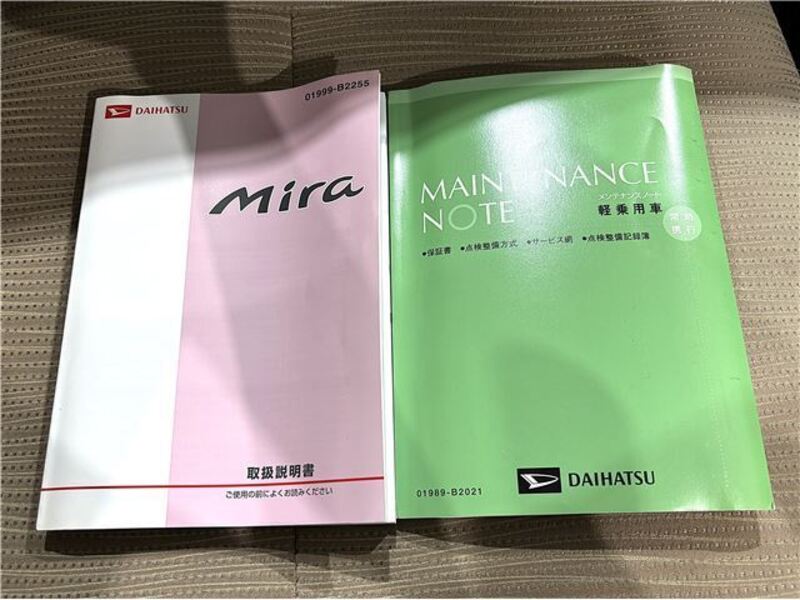 DAIHATSU
01999-B2255
Mira
取扱説明書
ご使用の前によくお読みください
MAINTENANCE
NOTE
メンテナンスノート
軽乗用車
常時
携行
●保証書 ●点検整備方式 ●サービス網 ●点検整備記録簿
01989-B2021
DAIHATSU